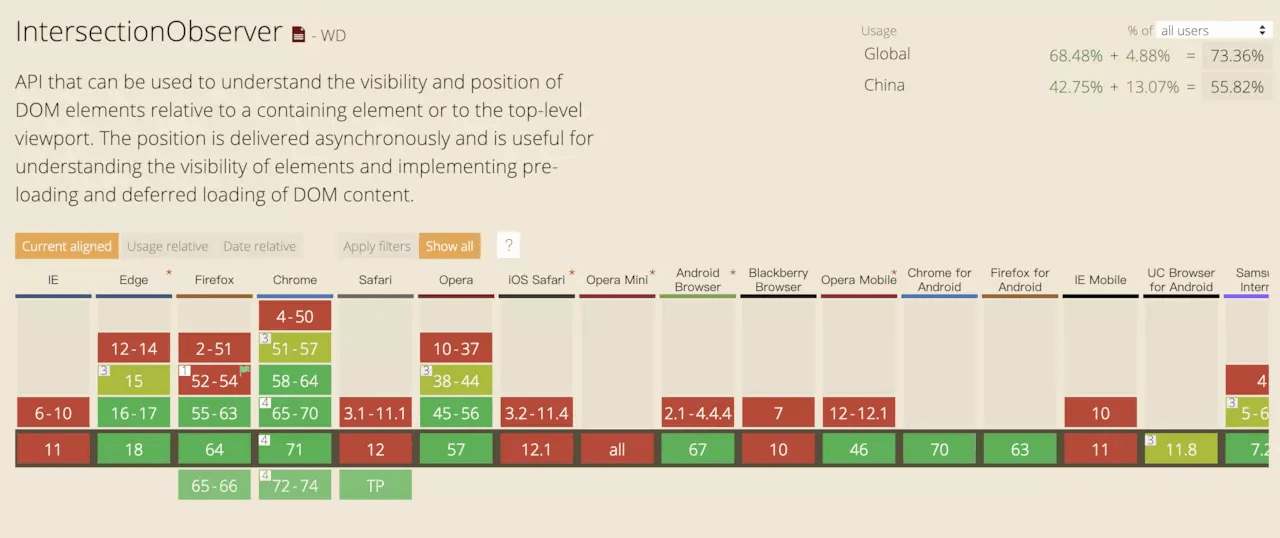 IntersectionObserver - WD
Usage % of all users
Global 68.48% + 4.88% = 73.36%
China 42.75% + 13.07% = 55.82%
API that can be used to understand the visibility and position of
DOM elements relative to a containing element or to the top-level
viewport. The position is delivered asynchronously and is useful for
understanding the visibility of elements and implementing pre-
loading and deferred loading of DOM content.
Current aligned Usage relative Date relative Apply filters Show all ?
IE Edge * Firefox Chrome Safari Opera iOS Safari * Opera Mini * Android Browser * Blackberry Browser Opera Mobile * Chrome for Android Firefox for Android IE Mobile UC Browser for Android
4-50
12-14 2-51 3 51-57 10-37
3 15 1 52-54 58-64 3 38-44 4
6-10 16-17 55-63 4 65-70 3.1-11.1 45-56 3.2-11.4 2.1-4.4.4 7 12-12.1 10 3 5-6
11 18 64 4 71 12 57 12.1 all 67 10 46 70 63 11 3 11.8 7.2
65-66 4 72-74 TP